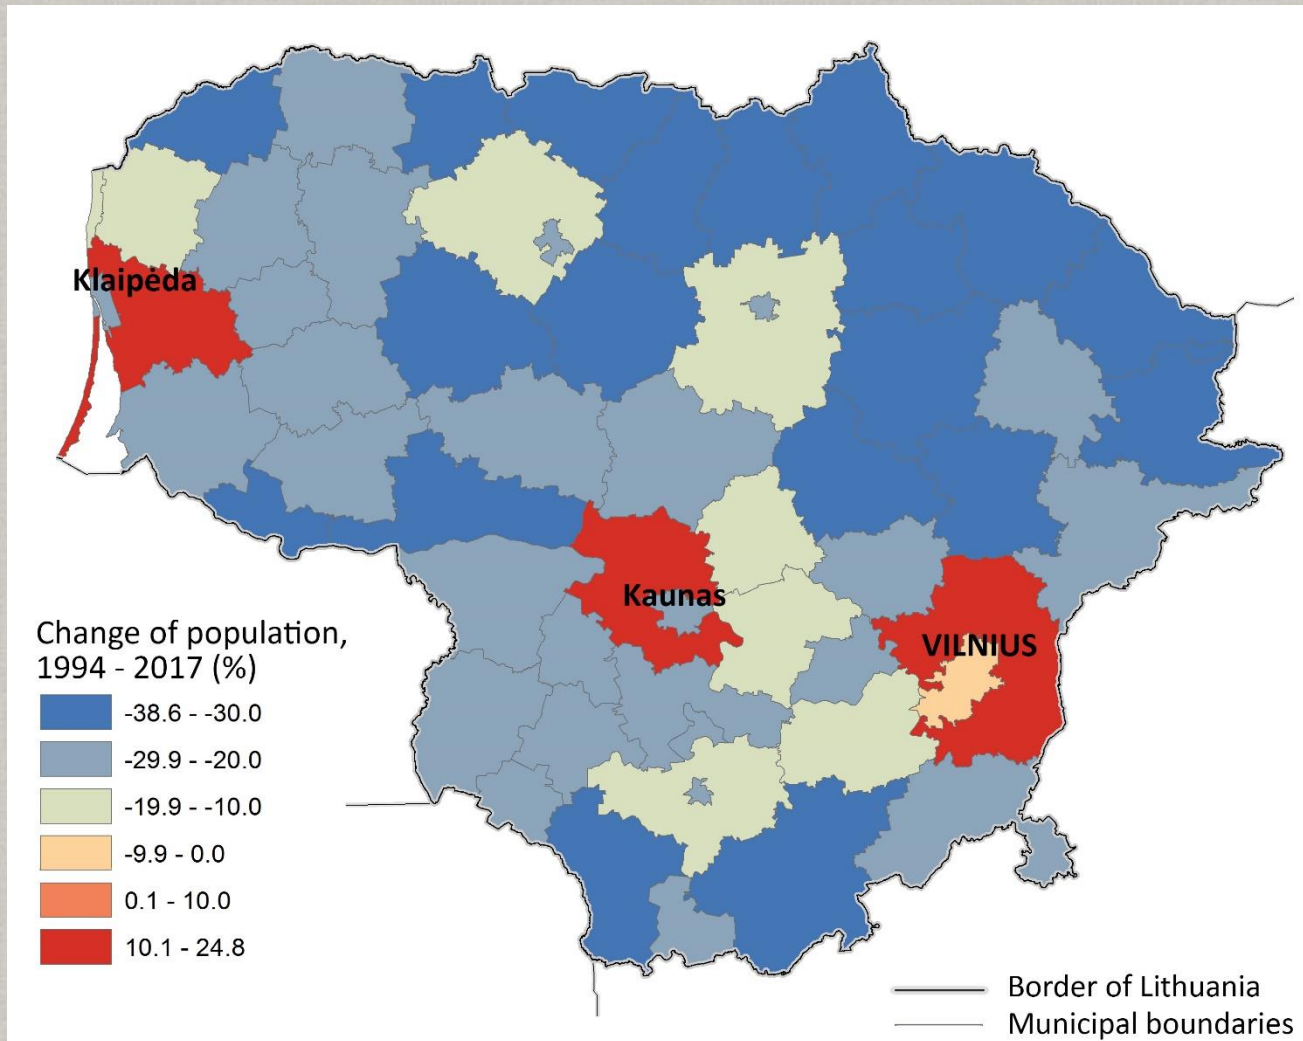 Klaipėda
Kaunas
VILNIUS
Change of population,
1994 - 2017 (%)
-38.6 - -30.0
-29.9 - -20.0
-19.9 - -10.0
-9.9 - 0.0
0.1 - 10.0
10.1 - 24.8
Border of Lithuania
Municipal boundaries